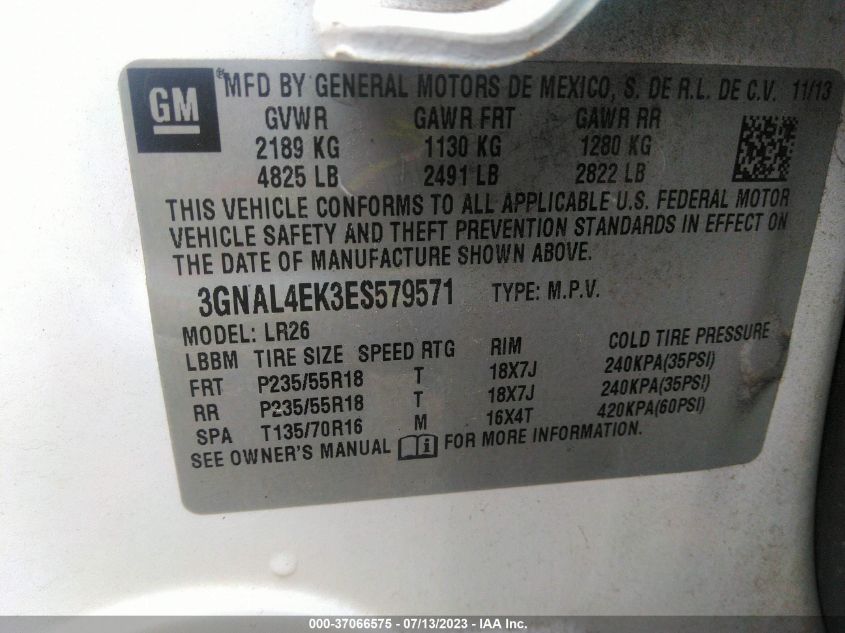 GM
® MFD BY GENERAL MOTORS DE MEXICO, S. DE R.L. DE C.V. 11/13
GVWR GAWR FRT GAWR RR
2189 KG 1130 KG 1280 KG
4825 LB 2491 LB 2822 LB
THIS VEHICLE CONFORMS TO ALL APPLICABLE U.S. FEDERAL MOTOR
VEHICLE SAFETY AND THEFT PREVENTION STANDARDS IN EFFECT ON
THE DATE OF MANUFACTURE SHOWN ABOVE.
3GNAL4EK3ES579571 TYPE: M.P.V.
MODEL: LR26
LBBM TIRE SIZE SPEED RTG RIM COLD TIRE PRESSURE
FRT P235/55R18 T 18X7J 240KPA(35PSI)
RR P235/55R18 T 18X7J 240KPA(35PSI)
SPA T135/70R16 M 16X4T 420KPA(60PSI)
SEE OWNER'S MANUAL FOR MORE INFORMATION.
000-37066575 - 07/13/2023 - IAA Inc.